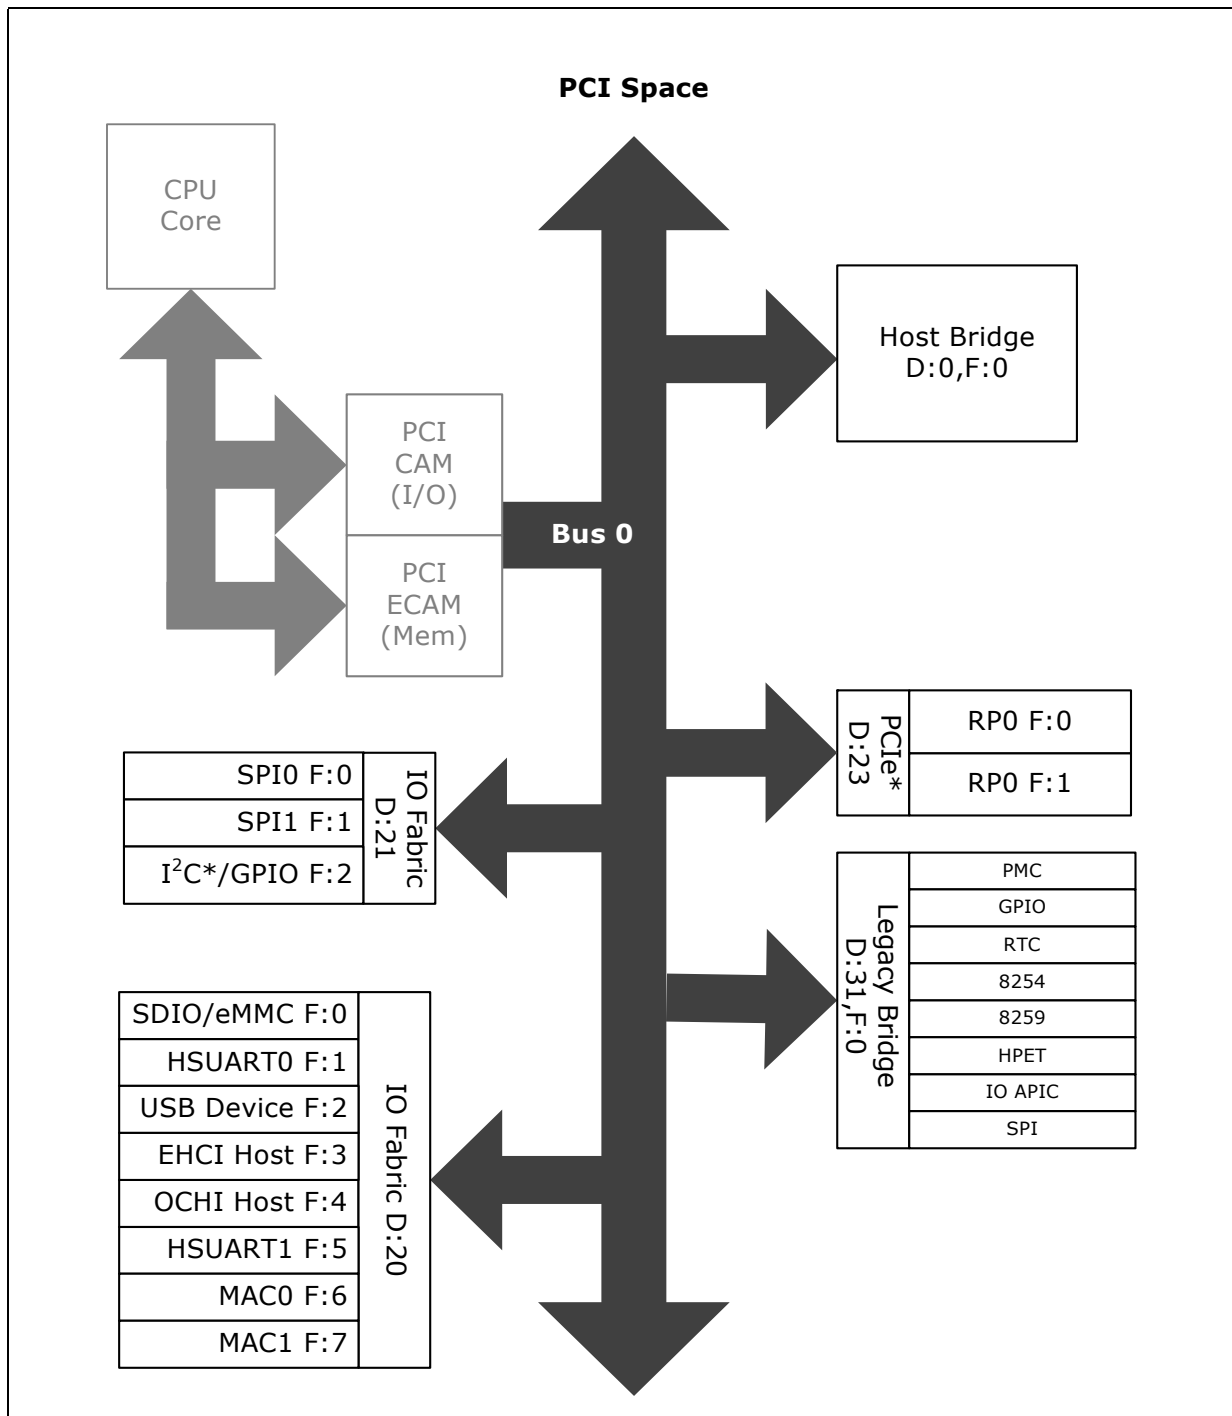 PCI Space
CPU
Core
Host Bridge
D:0,F:0
PCI
CAM
(I/O)
Bus 0
PCI
ECAM
(Mem)
PCIe*
D:23
RP0 F:0
RP0 F:1
SPI0 F:0
SPI1 F:1
I²C*/GPIO F:2
IO Fabric
D:21
Legacy Bridge
D:31,F:0
PMC
GPIO
RTC
8254
8259
HPET
IO APIC
SPI
SDIO/eMMC F:0
HSUART0 F:1
USB Device F:2
EHCI Host F:3
OCHI Host F:4
HSUART1 F:5
MAC0 F:6
MAC1 F:7
IO Fabric D:20